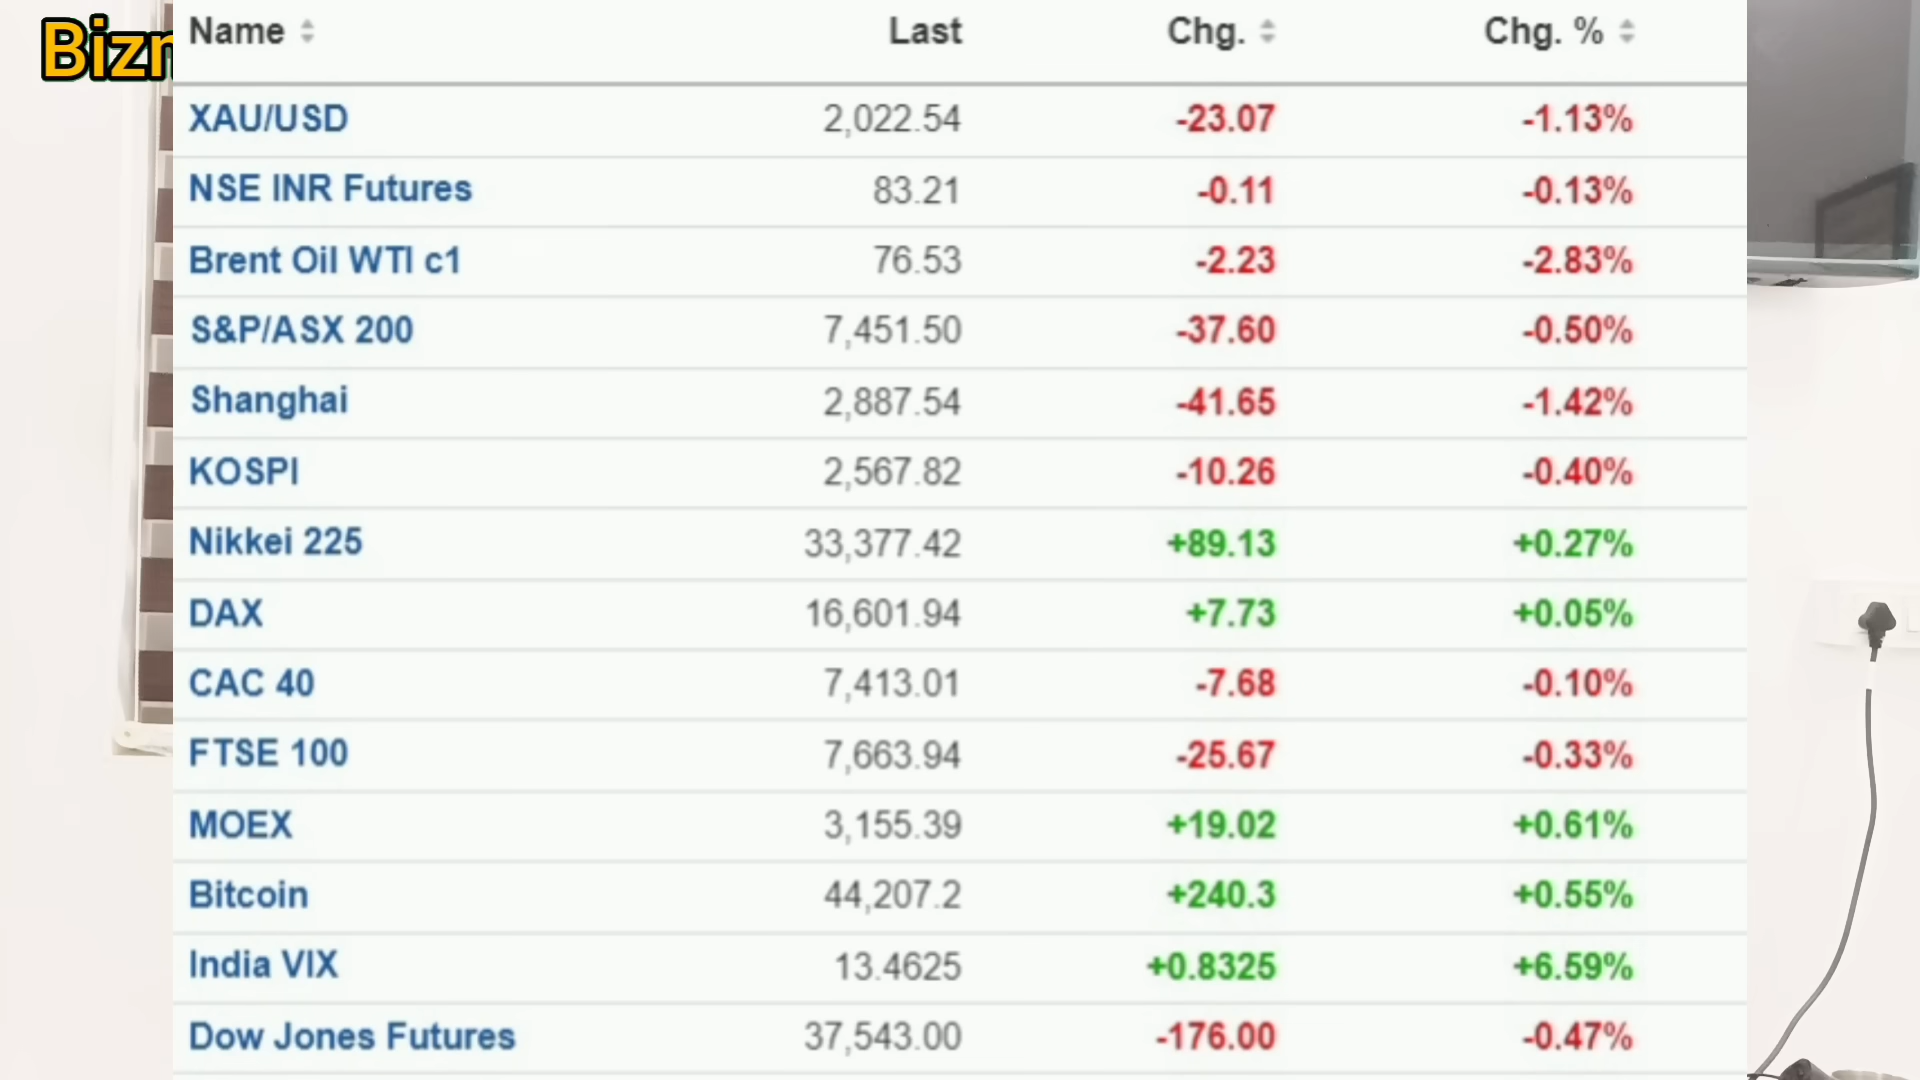 Bizn
Name Last Chg. Chg. %
XAU/USD 2,022.54 -23.07 -1.13%
NSE INR Futures 83.21 -0.11 -0.13%
Brent Oil WTI c1 76.53 -2.23 -2.83%
S&P/ASX 200 7,451.50 -37.60 -0.50%
Shanghai 2,887.54 -41.65 -1.42%
KOSPI 2,567.82 -10.26 -0.40%
Nikkei 225 33,377.42 +89.13 +0.27%
DAX 16,601.94 +7.73 +0.05%
CAC 40 7,413.01 -7.68 -0.10%
FTSE 100 7,663.94 -25.67 -0.33%
MOEX 3,155.39 +19.02 +0.61%
Bitcoin 44,207.2 +240.3 +0.55%
India VIX 13.4625 +0.8325 +6.59%
Dow Jones Futures 37,543.00 -176.00 -0.47%